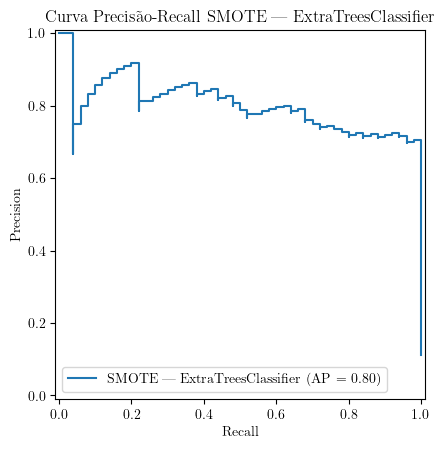 Curva Precisão-Recall SMOTE — ExtraTreesClassifier
1.0
0.8
0.6
0.4
0.2
0.0
Precision
SMOTE — ExtraTreesClassifier (AP = 0.80)
0.0 0.2 0.4 0.6 0.8 1.0
Recall